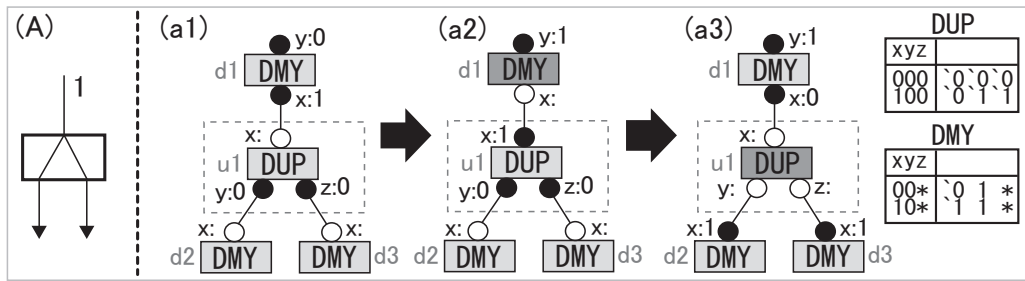 (A)
1
(a1)
y:0
d1 DMY
x:1
x:
u1 DUP
y:0 z:0
x: x:
d2 DMY DMY d3
(a2)
y:1
d1 DMY
x:
x:1
u1 DUP
y:0 z:0
x: x:
d2 DMY DMY d3
(a3)
y:1
d1 DMY
x:0
x:
u1 DUP
y: z:
x:1 x:1
d2 DMY DMY d3
DUP
xyz
000 `0`0`0
100 `0`1`1
DMY
xyz
00* `0 1 *
10* `1 1 *